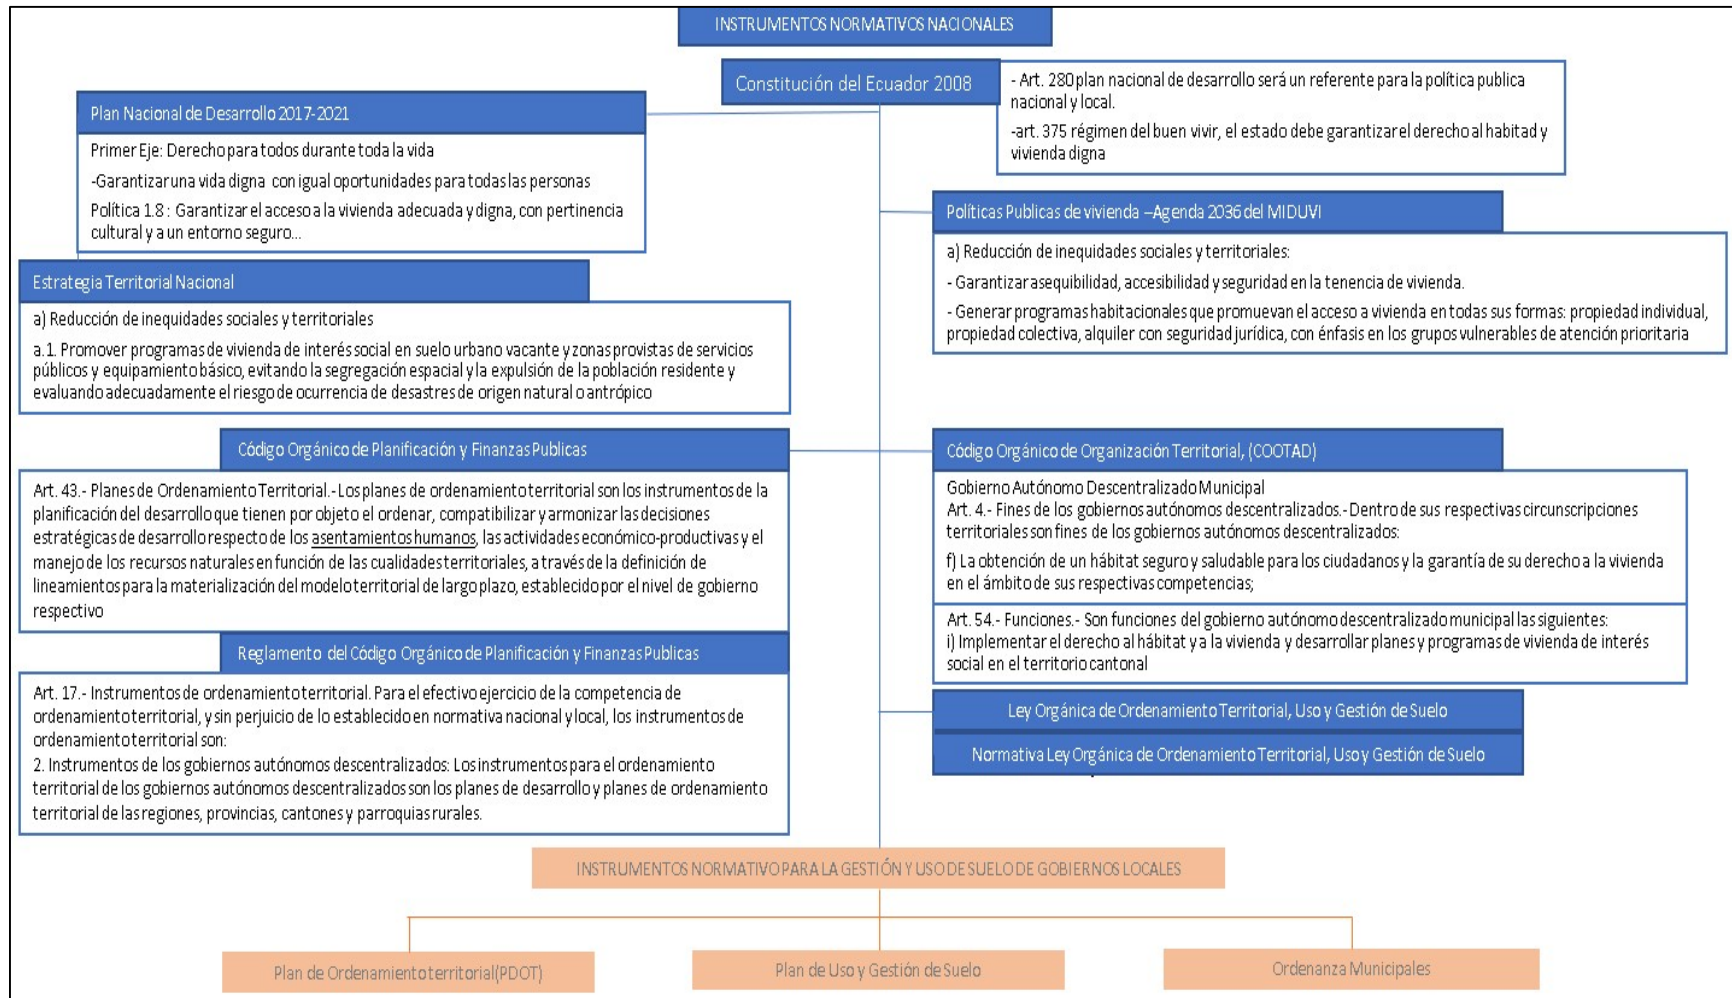 INSTRUMENTOS NORMATIVOS NACIONALES
Constitución del Ecuador 2008
- Art. 280 plan nacional de desarrollo será un referente para la política publica
nacional y local.
-art. 375 régimen del buen vivir, el estado debe garantizar el derecho al habitad y
vivienda digna
Plan Nacional de Desarrollo 2017-2021
Primer Eje: Derecho para todos durante toda la vida
-Garantizar una vida digna con igual oportunidades para todas las personas
Política 1.8 : Garantizar el acceso a la vivienda adecuada y digna, con pertinencia
cultural y a un entorno seguro...
Políticas Publicas de vivienda –Agenda 2036 del MIDUVI
a) Reducción de inequidades sociales y territoriales:
- Garantizar asequibilidad, accesibilidad y seguridad en la tenencia de vivienda.
- Generar programas habitacionales que promuevan el acceso a vivienda en todas sus formas: propiedad individual,
propiedad colectiva, alquiler con seguridad jurídica, con énfasis en los grupos vulnerables de atención prioritaria
Estrategia Territorial Nacional
a) Reducción de inequidades sociales y territoriales
a.1. Promover programas de vivienda de interés social en suelo urbano vacante y zonas provistas de servicios
públicos y equipamiento básico, evitando la segregación espacial y la expulsión de la población residente y
evaluando adecuadamente el riesgo de ocurrencia de desastres de origen natural o antrópico
Código Orgánico de Planificación y Finanzas Publicas
Art. 43.- Planes de Ordenamiento Territorial.- Los planes de ordenamiento territorial son los instrumentos de la
planificación del desarrollo que tienen por objeto el ordenar, compatibilizar y armonizar las decisiones
estratégicas de desarrollo respecto de los asentamientos humanos, las actividades económico-productivas y el
manejo de los recursos naturales en función de las cualidades territoriales, a través de la definición de
lineamientos para la materialización del modelo territorial de largo plazo, establecido por el nivel de gobierno
respectivo
Código Orgánico de Organización Territorial, (COOTAD)
Gobierno Autónomo Descentralizado Municipal
Art. 4.- Fines de los gobiernos autónomos descentralizados.- Dentro de sus respectivas circunscripciones
territoriales son fines de los gobiernos autónomos descentralizados:
f) La obtención de un hábitat seguro y saludable para los ciudadanos y la garantía de su derecho a la vivienda
en el ámbito de sus respectivas competencias;
Art. 54.- Funciones.- Son funciones del gobierno autónomo descentralizado municipal las siguientes:
i) Implementar el derecho al hábitat y a la vivienda y desarrollar planes y programas de vivienda de interés
social en el territorio cantonal
Reglamento del Código Orgánico de Planificación y Finanzas Publicas
Art. 17.- Instrumentos de ordenamiento territorial. Para el efectivo ejercicio de la competencia de
ordenamiento territorial, y sin perjuicio de lo establecido en normativa nacional y local, los instrumentos de
ordenamiento territorial son:
2. Instrumentos de los gobiernos autónomos descentralizados: Los instrumentos para el ordenamiento
territorial de los gobiernos autónomos descentralizados son los planes de desarrollo y planes de ordenamiento
territorial de las regiones, provincias, cantones y parroquias rurales.
Ley Orgánica de Ordenamiento Territorial, Uso y Gestión de Suelo
Normativa Ley Orgánica de Ordenamiento Territorial, Uso y Gestión de Suelo
INSTRUMENTOS NORMATIVO PARA LA GESTIÓN Y USO DE SUELO DE GOBIERNOS LOCALES
Plan de Ordenamiento territorial(PDOT)
Plan de Uso y Gestión de Suelo
Ordenanza Municipales